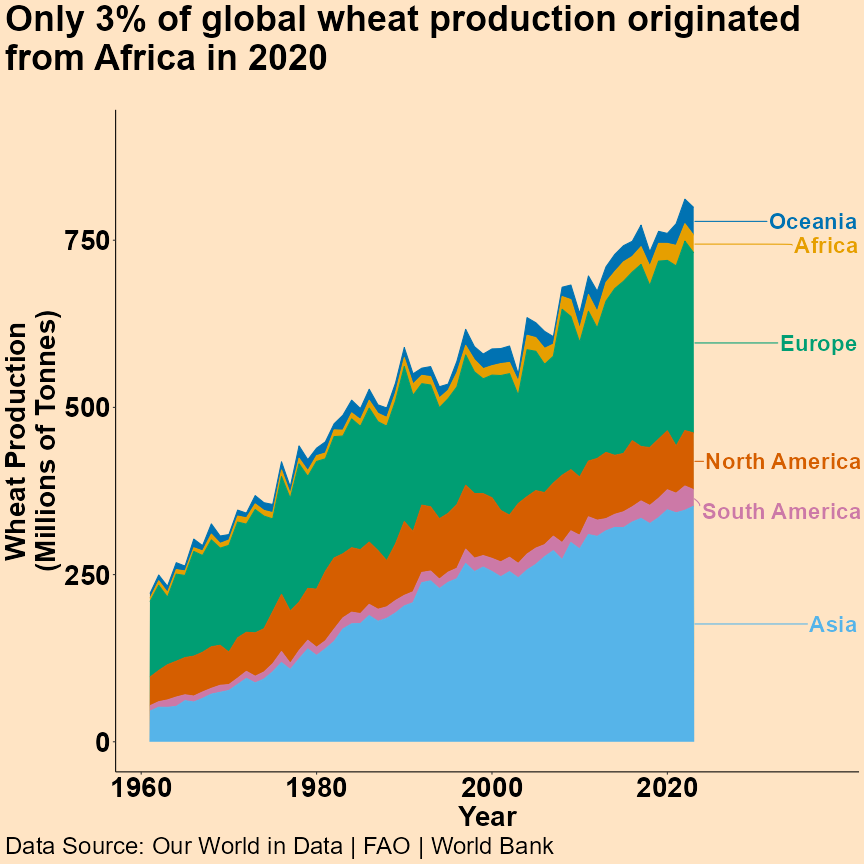 Only 3% of global wheat production originated
from Africa in 2020
Wheat Production
(Millions of Tonnes)
750
500
250
0
Oceania
Africa
Europe
North America
South America
Asia
1960 1980 2000 2020
Year
Data Source: Our World in Data | FAO | World Bank